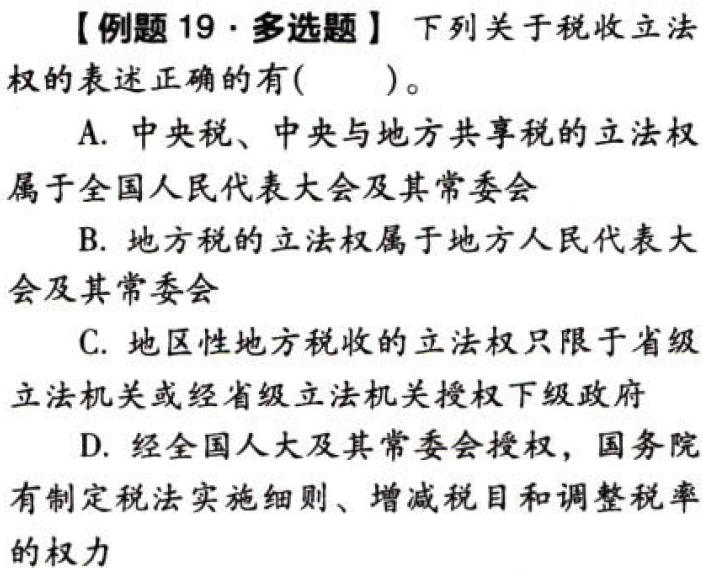 【例题 19·多选题】 下列关于税收立法
权的表述正确的有(　　)。
A. 中央税、中央与地方共享税的立法权
属于全国人民代表大会及其常委会
B. 地方税的立法权属于地方人民代表大
会及其常委会
C. 地区性地方税收的立法权只限于省级
立法机关或经省级立法机关授权下级政府
D. 经全国人大及其常委会授权，国务院
有制定税法实施细则、增减税目和调整税率
的权力